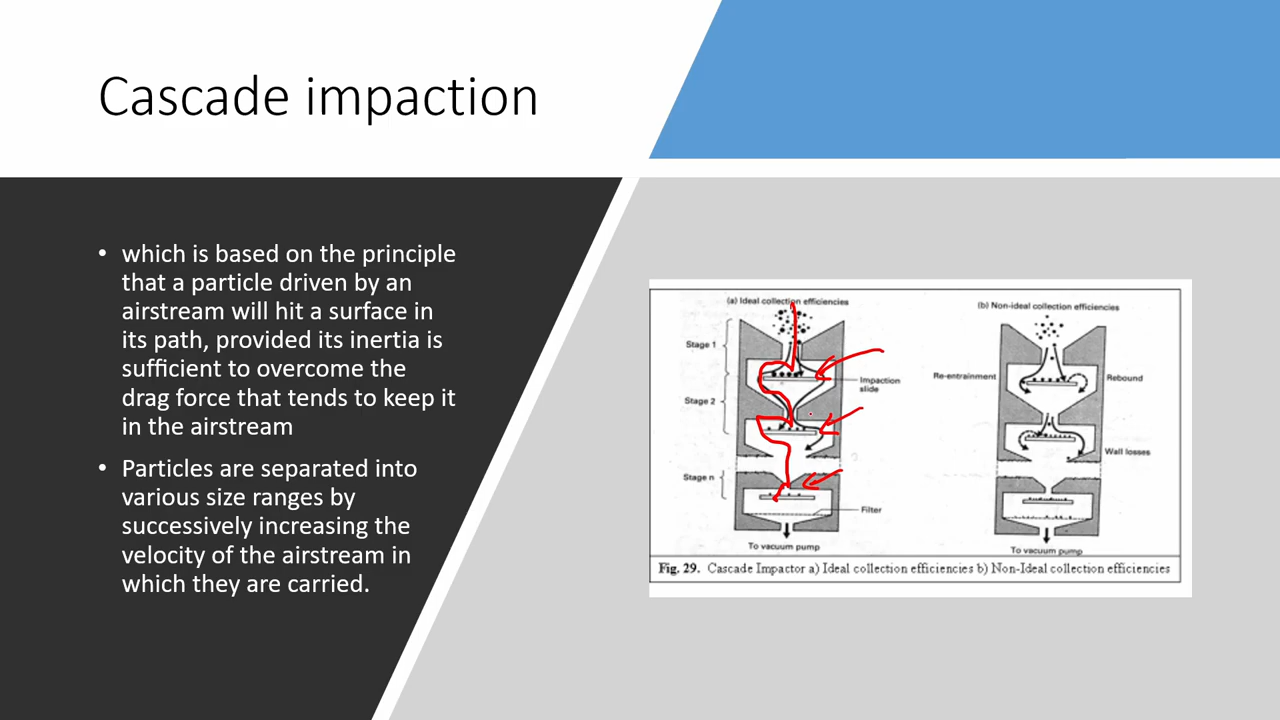 Cascade impaction
• which is based on the principle
that a particle driven by an
airstream will hit a surface in
its path, provided its inertia is
sufficient to overcome the
drag force that tends to keep it
in the airstream
• Particles are separated into
various size ranges by
successively increasing the
velocity of the airstream in
which they are carried.
(a) Ideal collection efficiencies
Stage 1
Impaction
slide
Stage 2
Stage n
Filter
To vacuum pump
(b) Non-ideal collection efficiencies
Re-entrainment
Rebound
Wall losses
To vacuum pump
Fig. 29. Cascade Impactor a) Ideal collection efficiencies b) Non-Ideal collection efficiencies